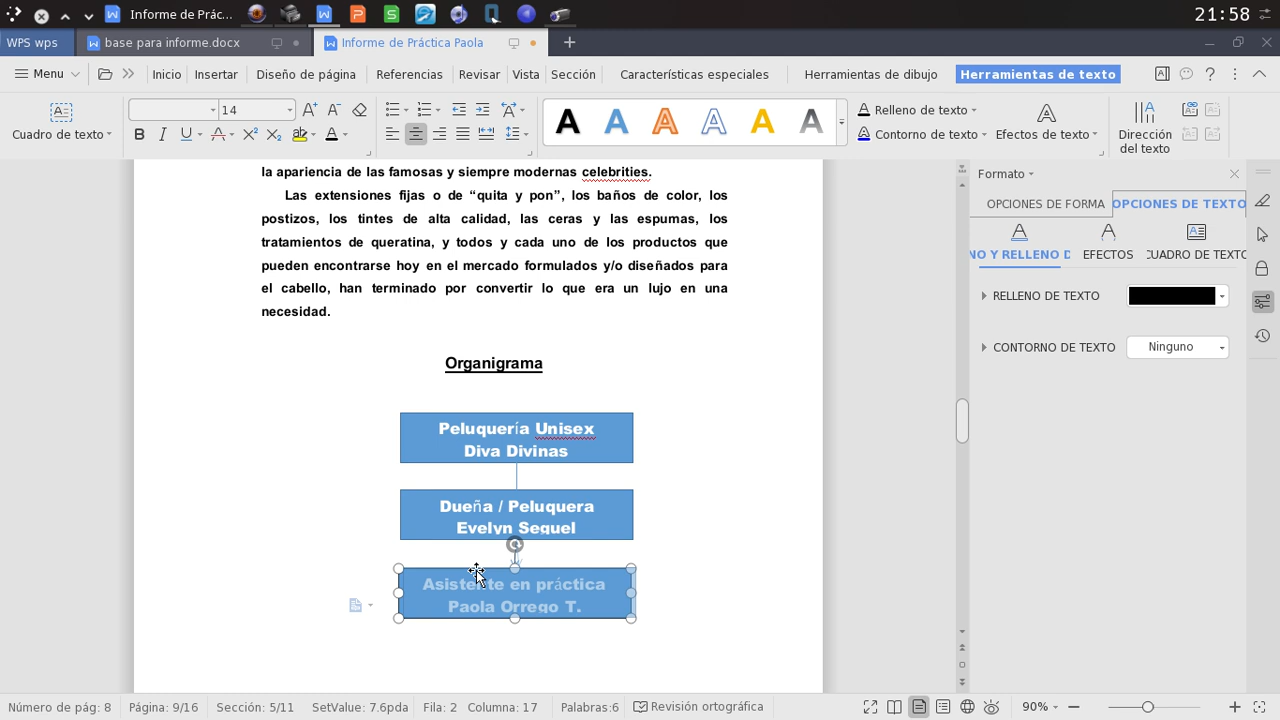 Informe de Prác...
21:58
WPS wps
base para informe.docx
Informe de Práctica Paola
Menu
Inicio
Insertar
Diseño de página
Referencias
Revisar
Vista
Sección
Características especiales
Herramientas de dibujo
Herramientas de texto
Cuadro de texto
14
Relleno de texto
Contorno de texto
Efectos de texto
Dirección
del texto
la apariencia de las famosas y siempre modernas celebrities.
Las extensiones fijas o de “quita y pon”, los baños de color, los
postizos, los tintes de alta calidad, las ceras y las espumas, los
tratamientos de queratina, y todos y cada uno de los productos que
pueden encontrarse hoy en el mercado formulados y/o diseñados para
el cabello, han terminado por convertir lo que era un lujo en una
necesidad.
Organigrama
Peluquería Unisex
Diva Divinas
Dueña / Peluquera
Evelyn Seguel
Asistente en práctica
Paola Orrego T.
Formato
OPCIONES DE FORMA
OPCIONES DE TEXTO
NO Y RELLENO D
EFECTOS
CUADRO DE TEXTO
RELLENO DE TEXTO
CONTORNO DE TEXTO
Ninguno
Número de pág: 8
Página: 9/16
Sección: 5/11
SetValue: 7.6pda
Fila: 2
Columna: 17
Palabras:6
Revisión ortográfica
90%